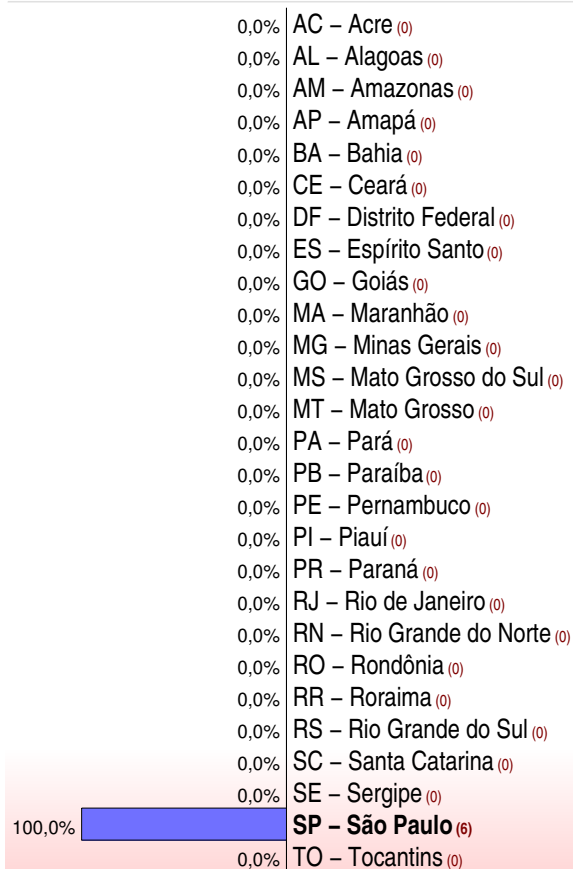 0,0% AC – Acre (0)
0,0% AL – Alagoas (0)
0,0% AM – Amazonas (0)
0,0% AP – Amapá (0)
0,0% BA – Bahia (0)
0,0% CE – Ceará (0)
0,0% DF – Distrito Federal (0)
0,0% ES – Espírito Santo (0)
0,0% GO – Goiás (0)
0,0% MA – Maranhão (0)
0,0% MG – Minas Gerais (0)
0,0% MS – Mato Grosso do Sul (0)
0,0% MT – Mato Grosso (0)
0,0% PA – Pará (0)
0,0% PB – Paraíba (0)
0,0% PE – Pernambuco (0)
0,0% PI – Piauí (0)
0,0% PR – Paraná (0)
0,0% RJ – Rio de Janeiro (0)
0,0% RN – Rio Grande do Norte (0)
0,0% RO – Rondônia (0)
0,0% RR – Roraima (0)
0,0% RS – Rio Grande do Sul (0)
0,0% SC – Santa Catarina (0)
0,0% SE – Sergipe (0)
100,0% SP – São Paulo (6)
0,0% TO – Tocantins (0)